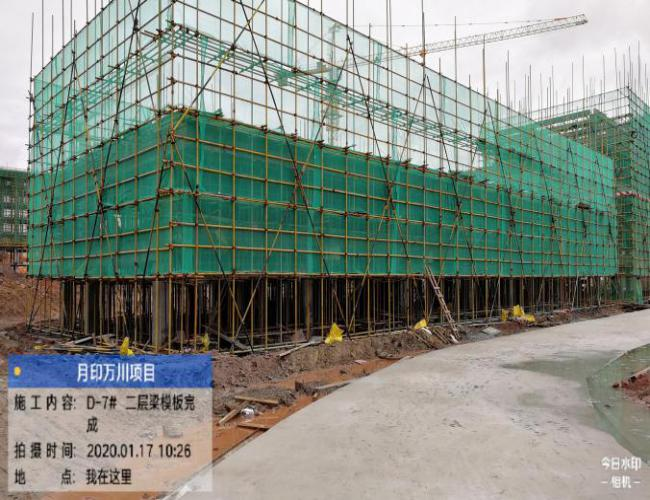 月印万川项目
施工内容: D-7# 二层梁模板完
成
拍摄时间: 2020.01.17 10:26
地 点: 我在这里
今日水印
-相机-